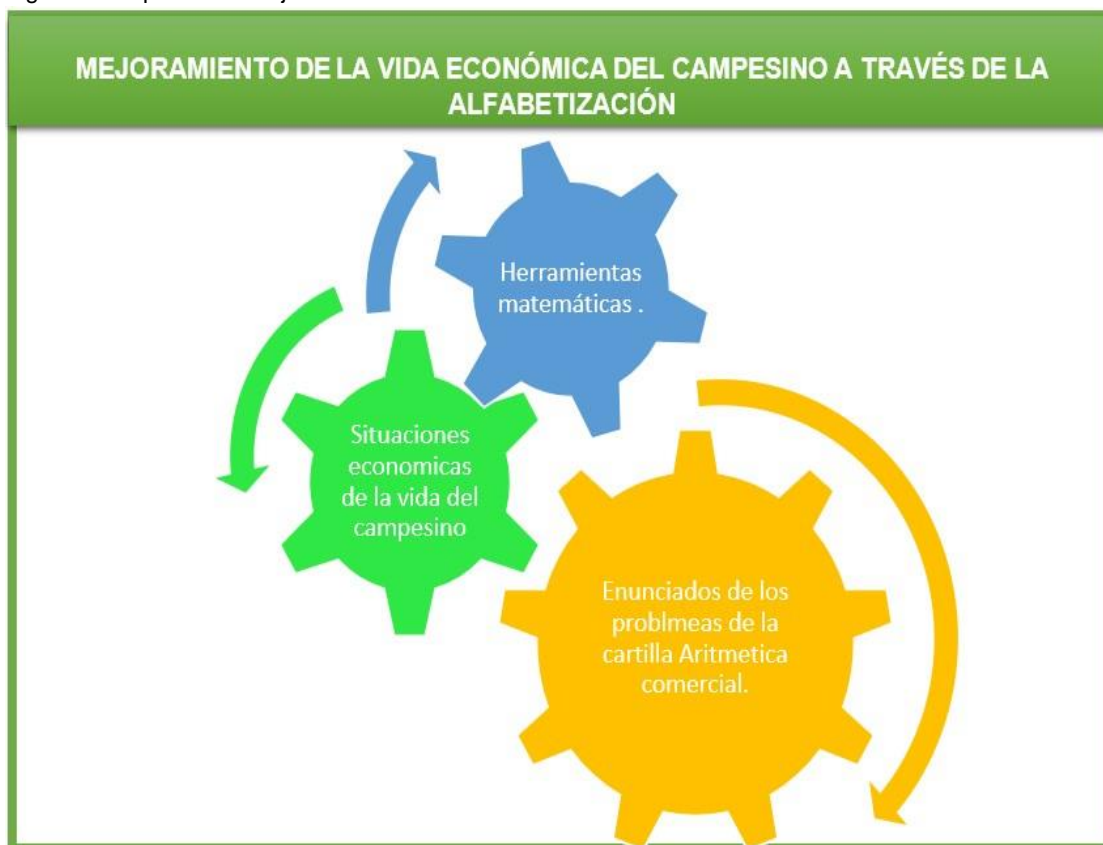 MEJORAMIENTO DE LA VIDA ECONÓMICA DEL CAMPESINO A TRAVÉS DE LA
ALFABETIZACIÓN
Herramientas
matemáticas .
Situaciones
economicas
de la vida del
campesino
Enunciados de los
problmeas de la
cartilla Aritmetica
comercial.